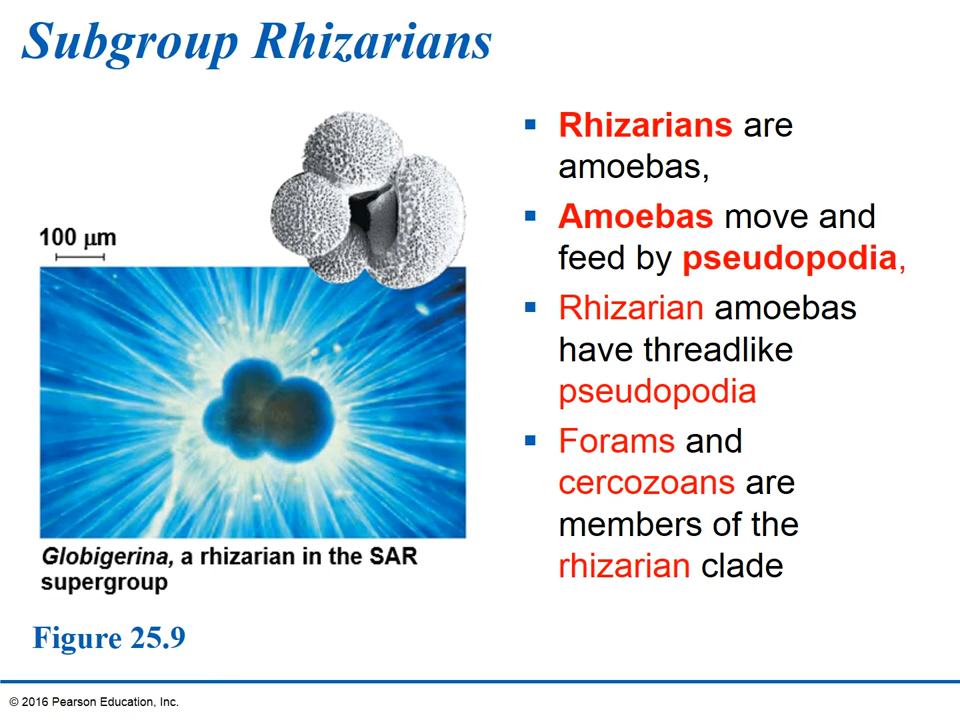 Subgroup Rhizarians
100 μm
Globigerina, a rhizarian in the SAR
supergroup
Figure 25.9
▪ Rhizarians are
amoebas,
▪ Amoebas move and
feed by pseudopodia,
▪ Rhizarian amoebas
have threadlike
pseudopodia
▪ Forams and
cercozoans are
members of the
rhizarian clade
© 2016 Pearson Education, Inc.